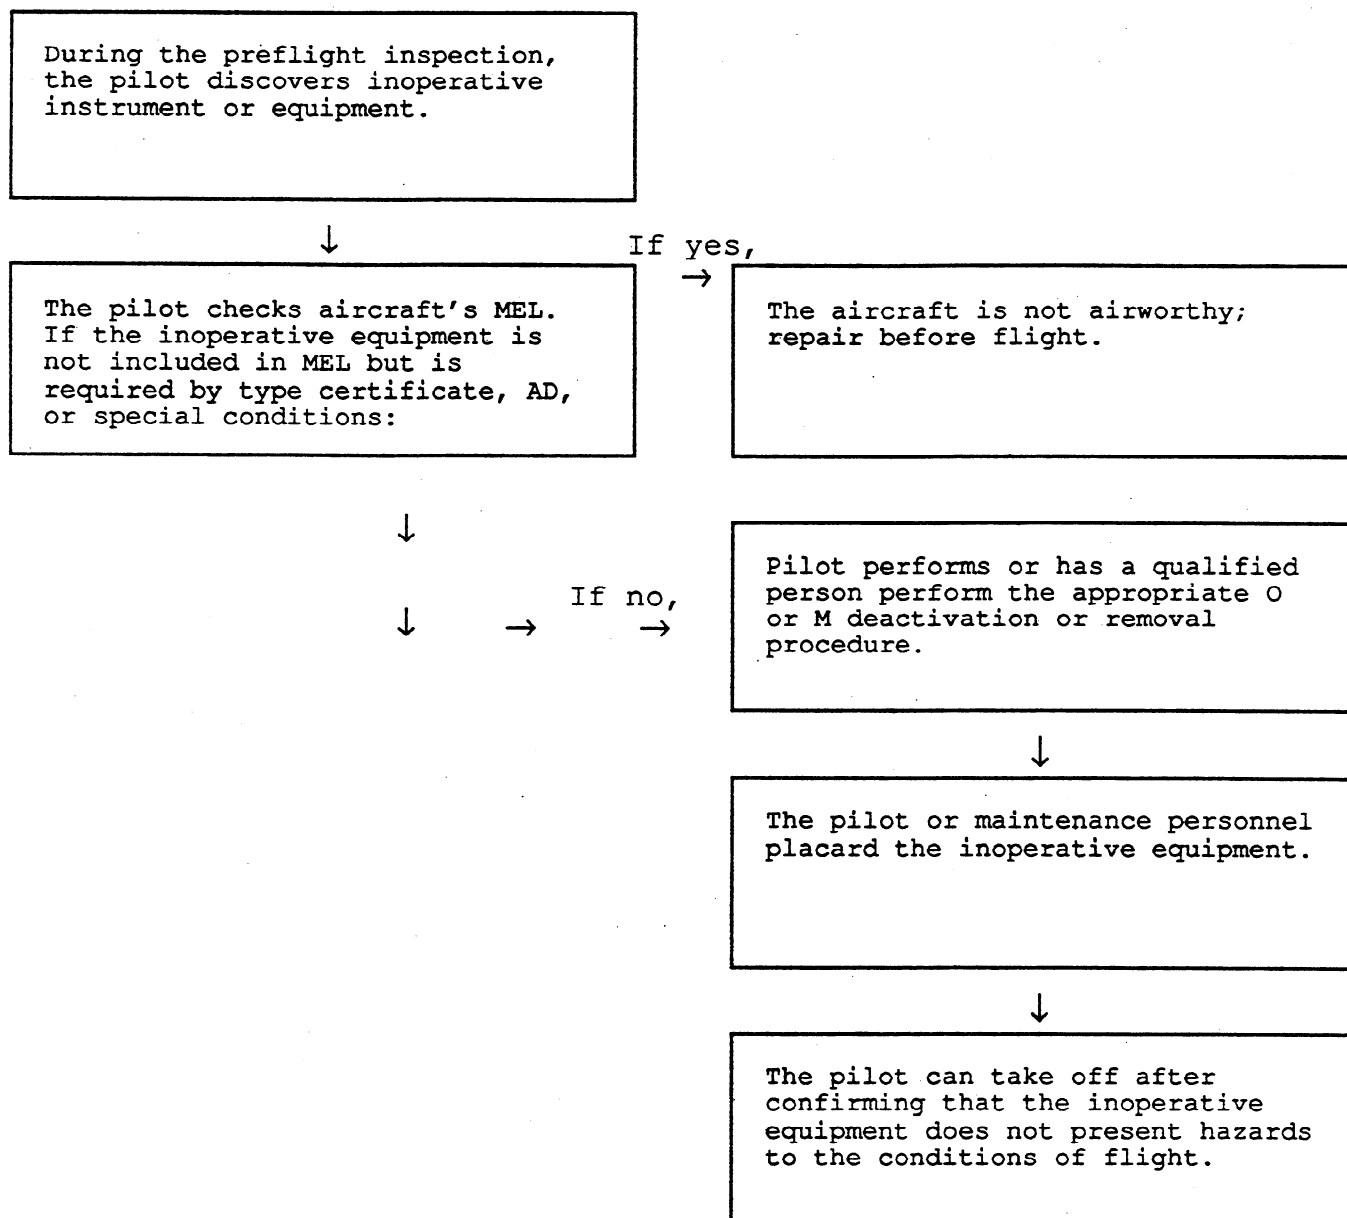 During the preflight inspection,
the pilot discovers inoperative
instrument or equipment.
↓
If yes,
→
The pilot checks aircraft's MEL.
If the inoperative equipment is
not included in MEL but is
required by type certificate, AD,
or special conditions:
The aircraft is not airworthy;
repair before flight.
↓
If no,
↓ → →
Pilot performs or has a qualified
person perform the appropriate O
or M deactivation or removal
procedure.
↓
The pilot or maintenance personnel
placard the inoperative equipment.
↓
The pilot can take off after
confirming that the inoperative
equipment does not present hazards
to the conditions of flight.